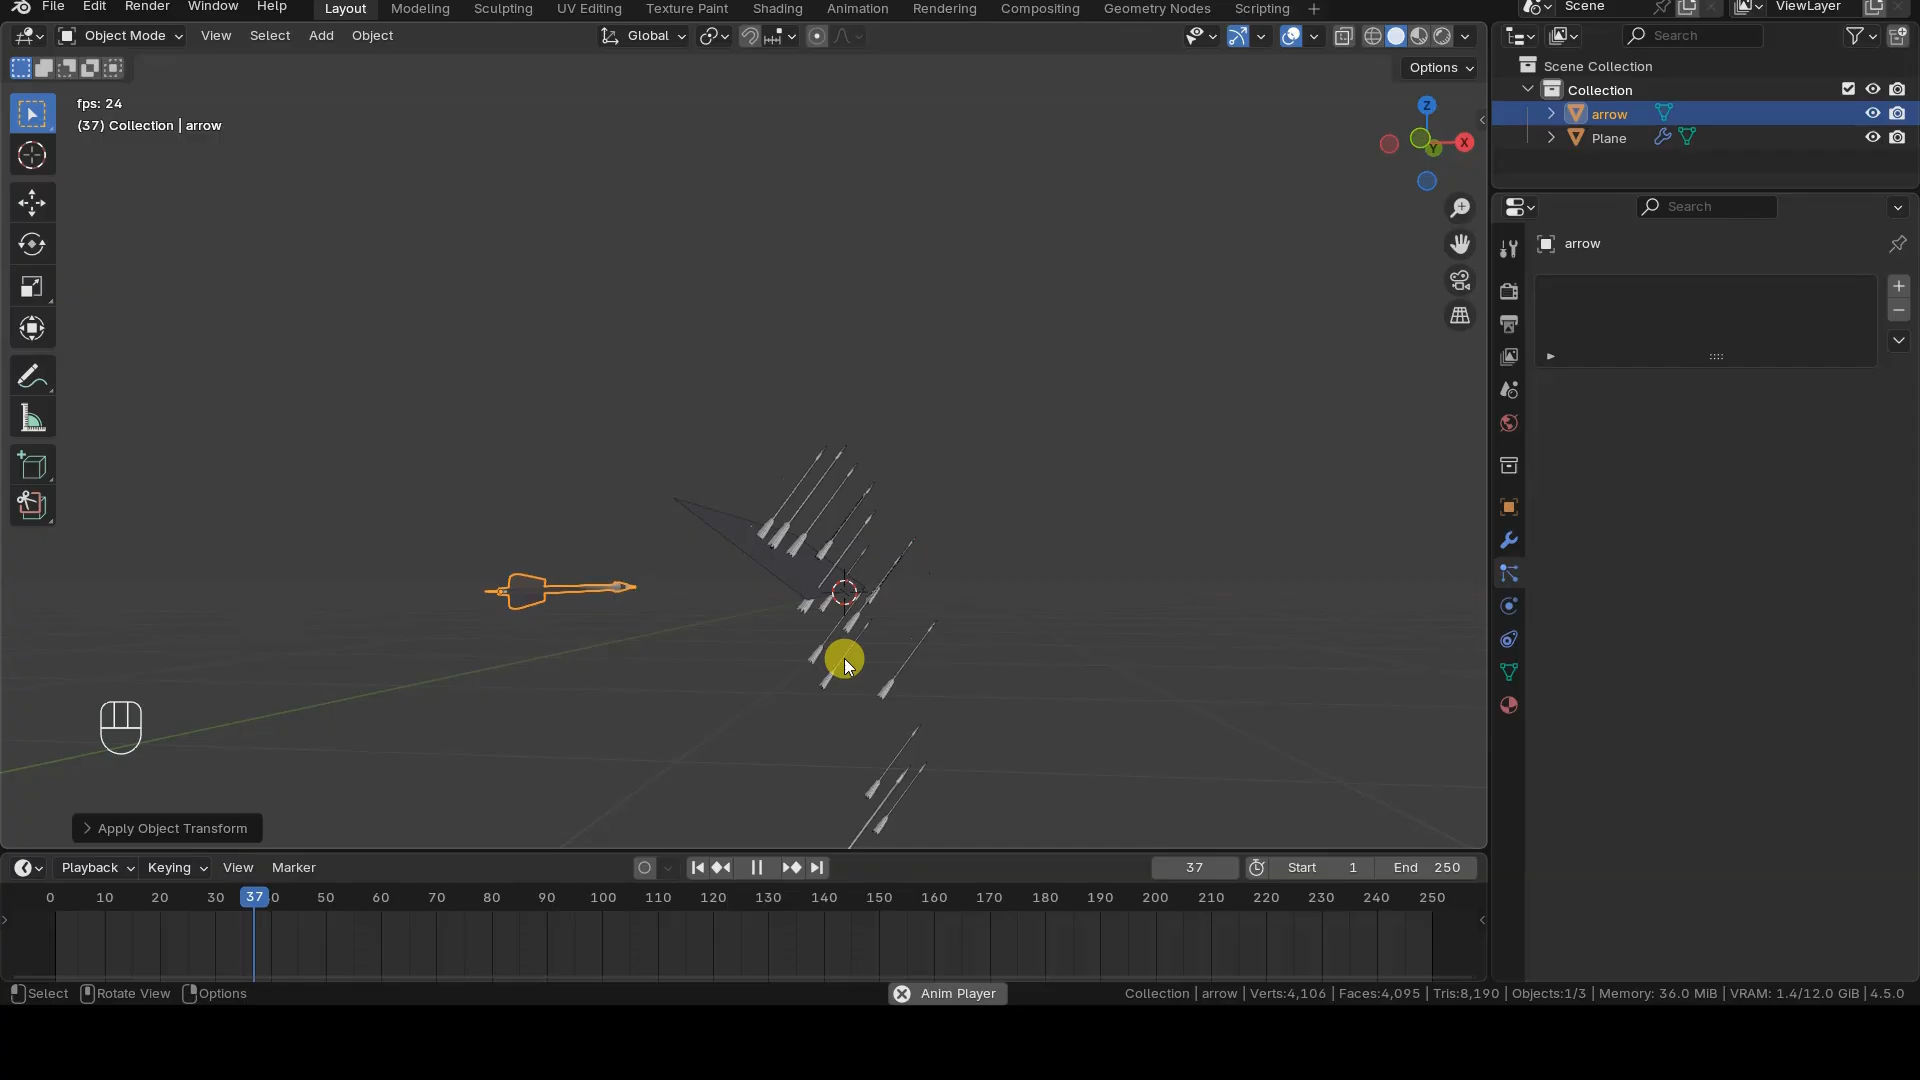 File Edit Render Window Help Layout Modeling Sculpting UV Editing Texture Paint Shading Animation Rendering Compositing Geometry Nodes Scripting + Scene ViewLayer
Object Mode View Select Add Object Global Search
Options
Scene Collection
fps: 24
Collection
(37) Collection | arrow
arrow
Plane
Z
X
Y
Search
arrow
Apply Object Transform
Playback Keying View Marker 37 Start 1 End 250
0 10 20 30 37 0 50 60 70 80 90 100 110 120 130 140 150 160 170 180 190 200 210 220 230 240 250
Select Rotate View Options Anim Player Collection | arrow | Verts:4,106 | Faces:4,095 | Tris:8,190 | Objects:1/3 | Memory: 36.0 MiB | VRAM: 1.4/12.0 GiB | 4.5.0